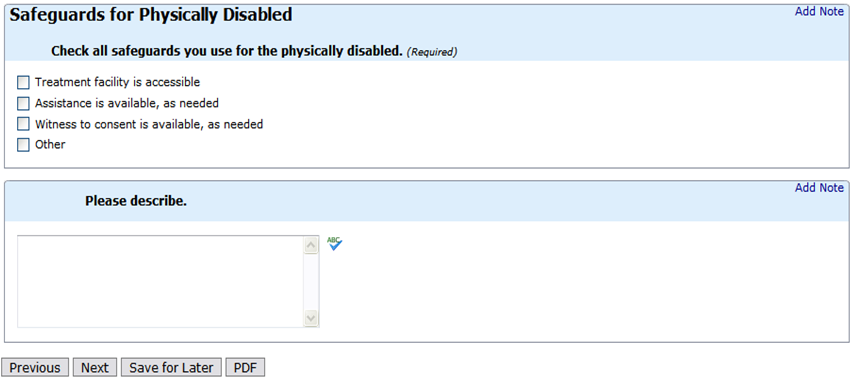 Safeguards for Physically Disabled
Add Note
Check all safeguards you use for the physically disabled. (Required)
Treatment facility is accessible
Assistance is available, as needed
Witness to consent is available, as needed
Other
Add Note
Please describe.
ABC
Previous Next Save for Later PDF